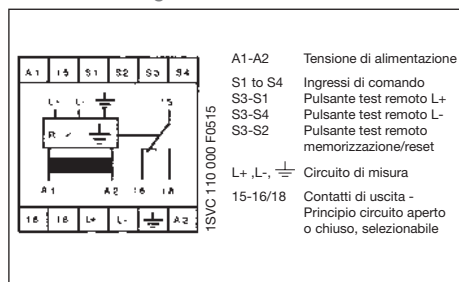 A1 15 S1 S2 S3 S4
L+ L- 15
R
A1 A2 16 18
16 18 L+ L- A2
1SVC 110 000 F0515
A1-A2 Tensione di alimentazione
S1 to S4 Ingressi di comando
S3-S1 Pulsante test remoto L+
S3-S4 Pulsante test remoto L-
S3-S2 Pulsante test remoto
memorizzazione/reset
L+ ,L-, Circuito di misura
15-16/18 Contatti di uscita -
Principio circuito aperto
o chiuso, selezionabile